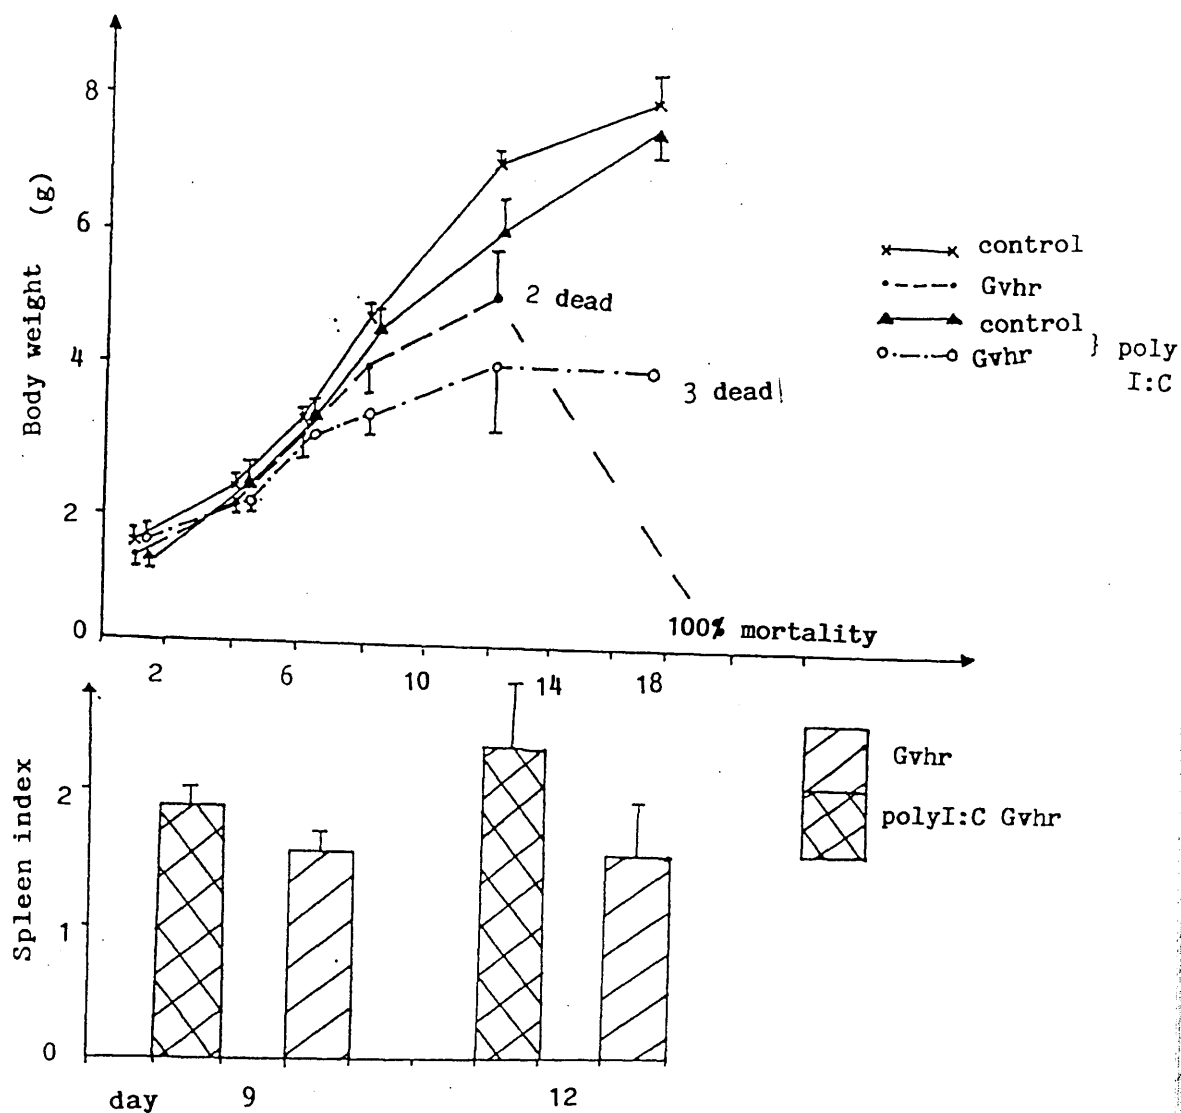 Body weight (g)
8
6
4
2
0
2 dead
3 dead
100% mortality
2 6 10 14 18
control
Gvhr
control
Gvhr
} poly
I:C
Spleen index
2
1
0
day 9 12
Gvhr
polyI:C Gvhr